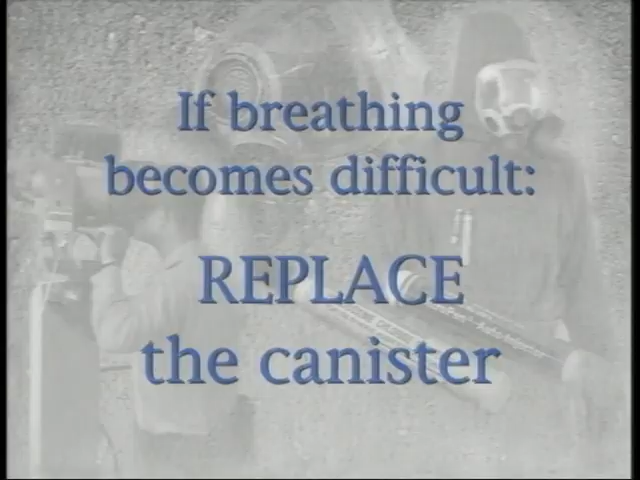 If breathing
becomes difficult:
REPLACE
the canister